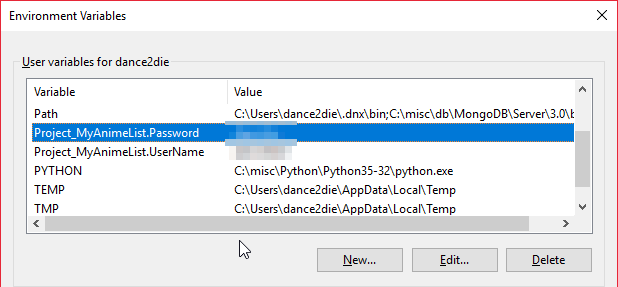 Environment Variables
User variables for dance2die
Variable Value
Path C:\Users\dance2die\.dnx\bin;C:\misc\db\MongoDB\Server\3.0\b
Project_MyAnimeList.Password
Project_MyAnimeList.UserName
PYTHON C:\misc\Python\Python35-32\python.exe
TEMP C:\Users\dance2die\AppData\Local\Temp
TMP C:\Users\dance2die\AppData\Local\Temp
New... Edit... Delete